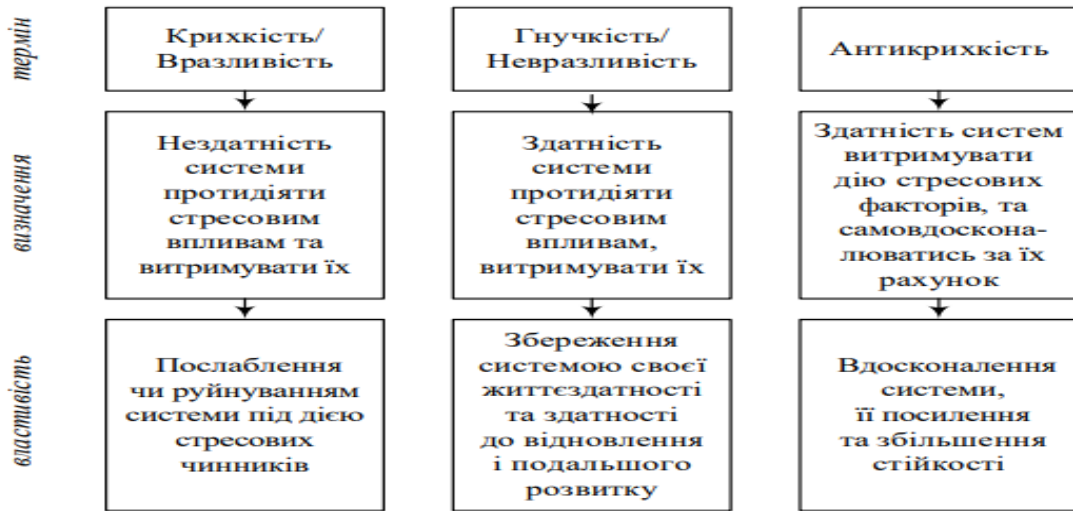 термін
Крихкість/
Вразливість
Гнучкість/
Невразливість
Антикрихкість
визначення
Нездатність
системи
протидіяти
стресовим
впливам та
витримувати їх
Здатність
системи
протидіяти
стресовим
впливам,
витримувати їх
Здатність систем
витримувати
дію стресових
факторів, та
самовдоскона-
люватись за їх
рахунок
властивість
Послаблення
чи руйнуванням
системи під дією
стресових
чинників
Збереження
системою своєї
життєздатності
та здатності
до відновлення
і подальшого
розвитку
Вдосконалення
системи,
її посилення
та збільшення
стійкості